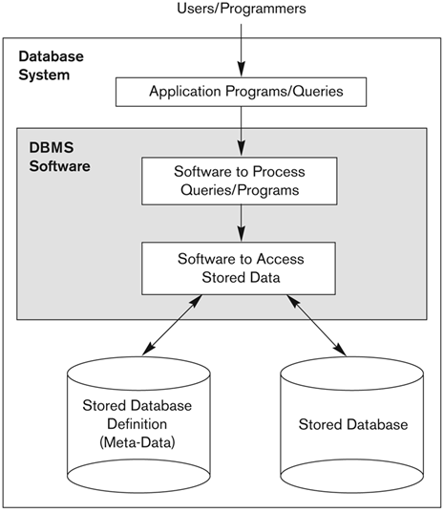 Users/Programmers
Database
System
Application Programs/Queries
DBMS
Software
Software to Process
Queries/Programs
Software to Access
Stored Data
Stored Database
Definition
(Meta-Data)
Stored Database